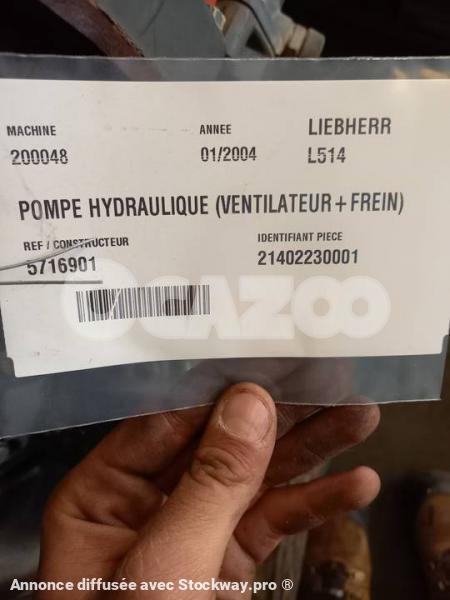 MACHINE ANNEE LIEBHERR
200048 01/2004 L514
POMPE HYDRAULIQUE (VENTILATEUR + FREIN)
REF / CONSTRUCTEUR IDENTIFIANT PIECE
5716901 21402230001
OCAZOO
Annonce diffusée avec Stockway.pro ®